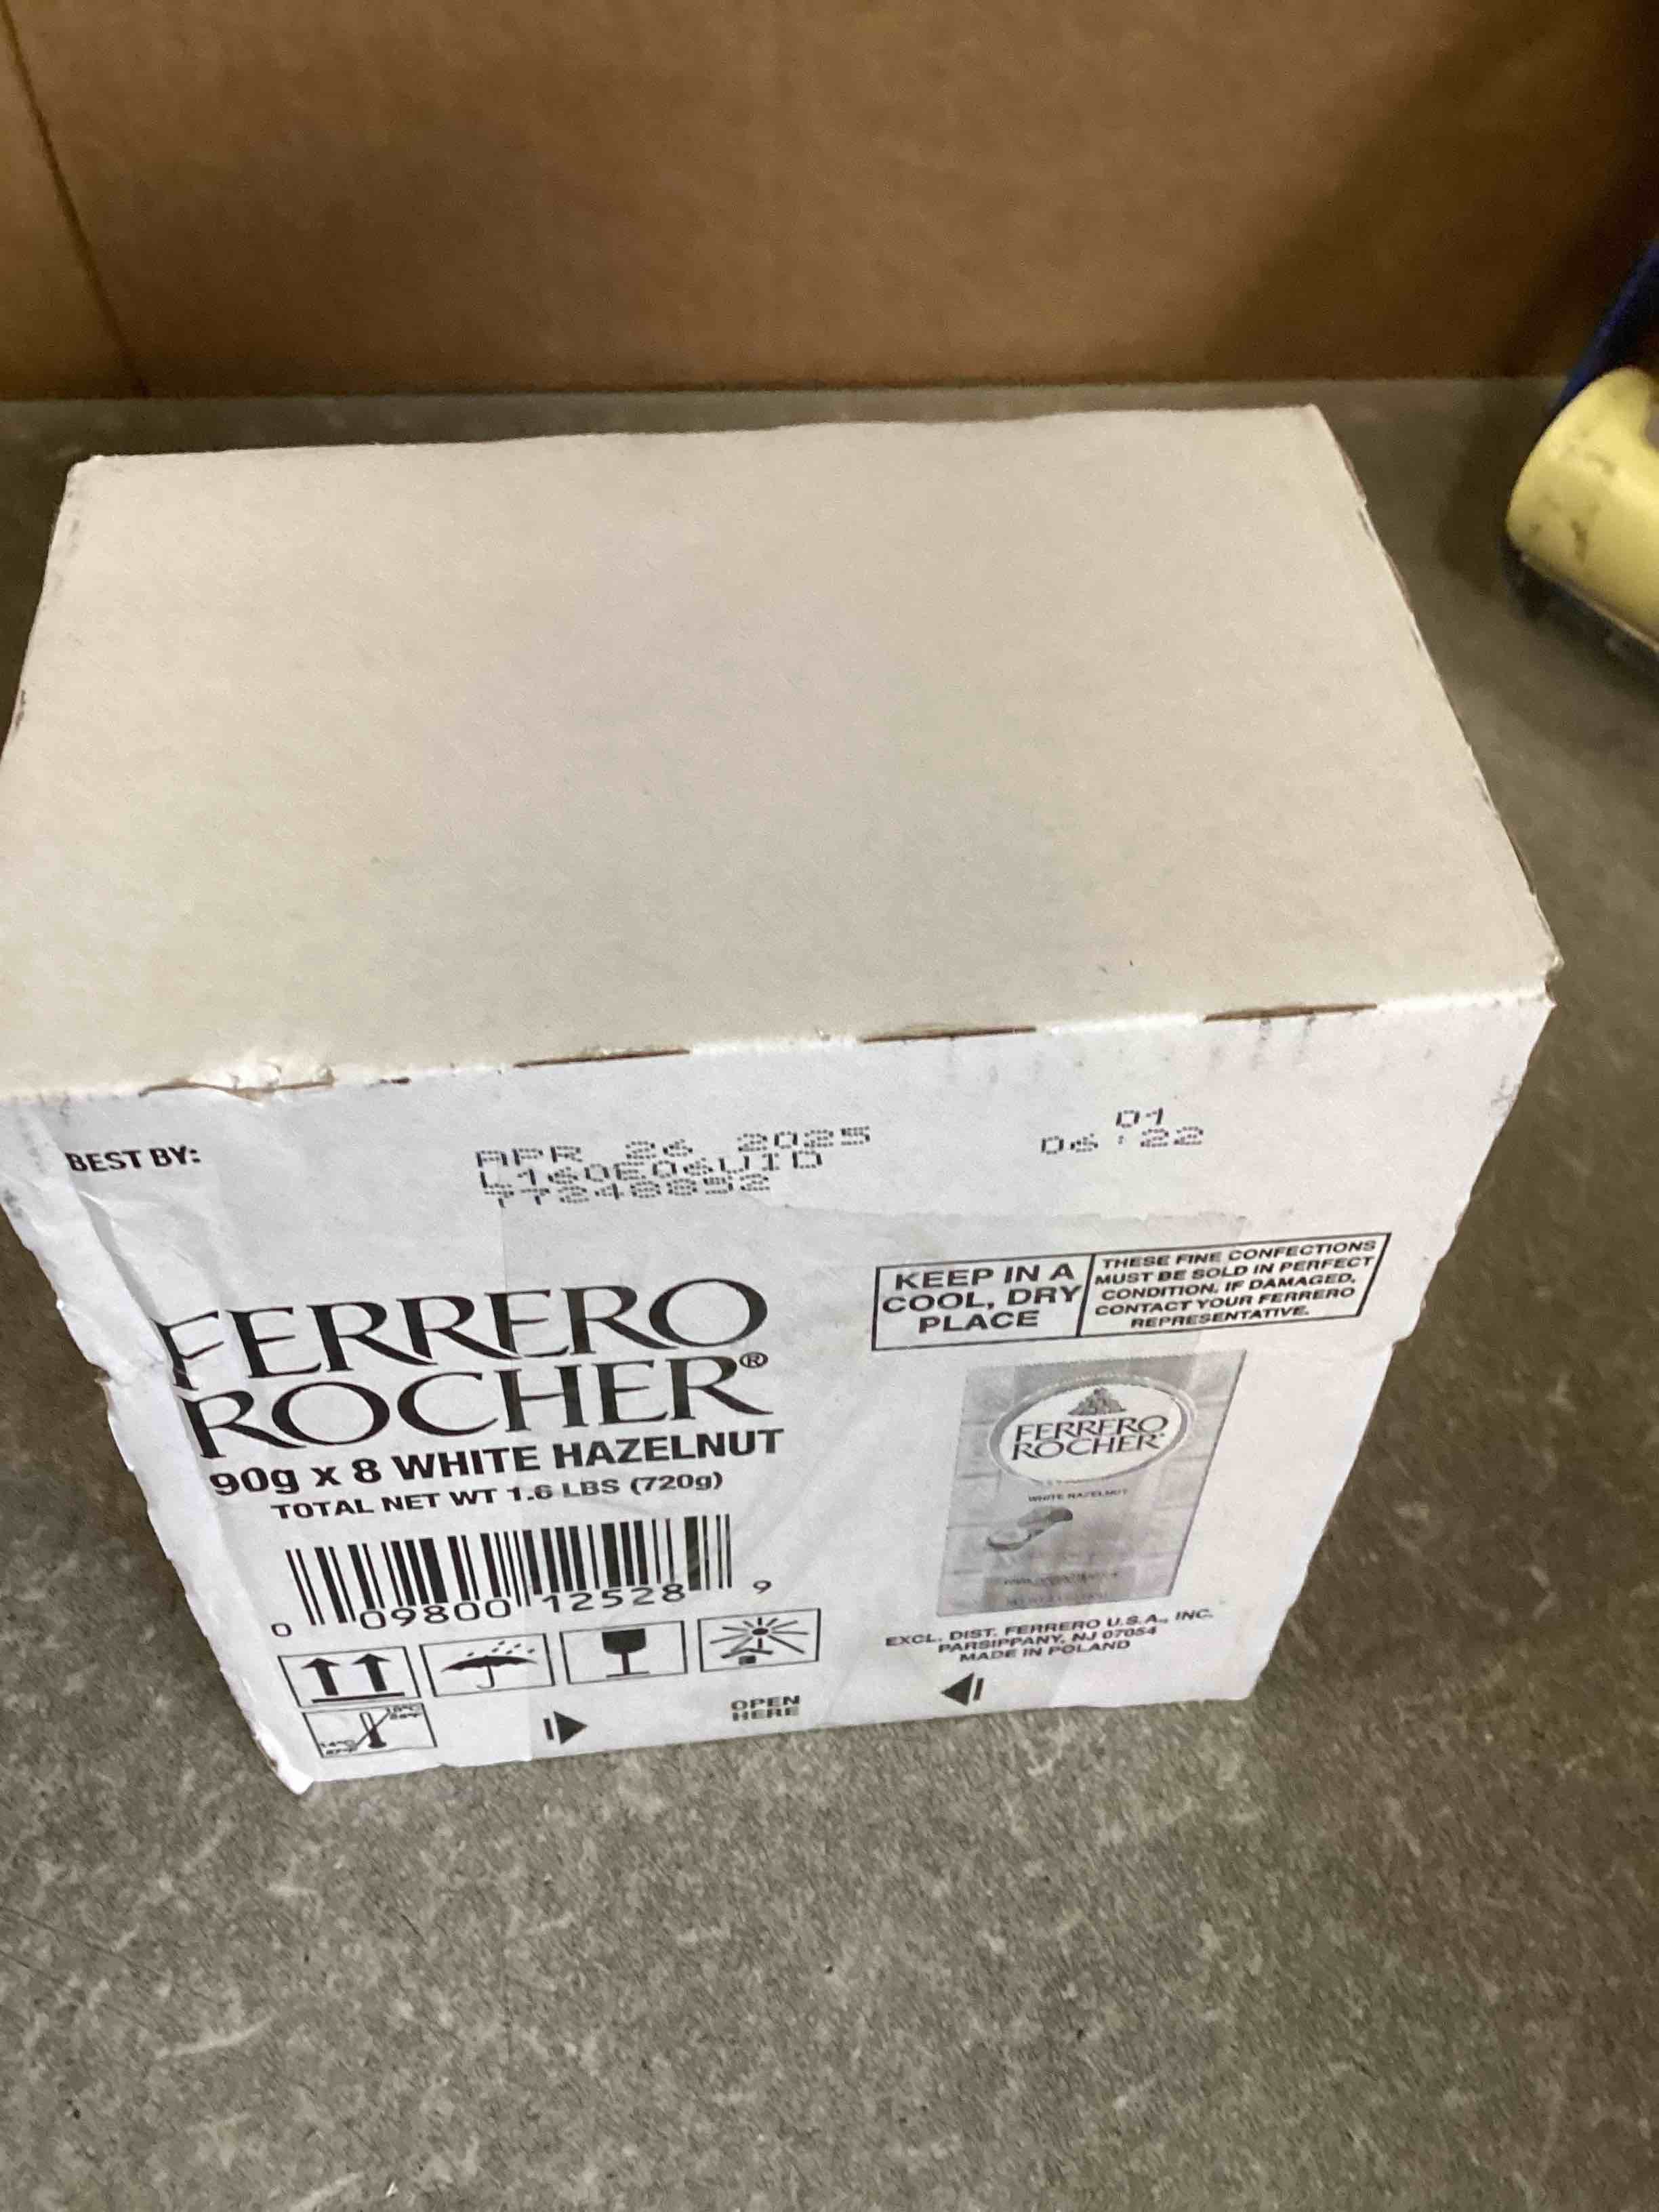 BEST BY:
APR 26 2025
01
06:22
FERRERO
ROCHER®
90g x 8 WHITE HAZELNUT
TOTAL NET WT 1.6 LBS (720g)
0 09800 12528 9
KEEP IN A
COOL, DRY
PLACE
THESE FINE CONFECTIONS
MUST BE SOLD IN PERFECT
CONDITION, IF DAMAGED,
CONTACT YOUR FERRERO
REPRESENTATIVE.
FERRERO
ROCHER
WHITE HAZELNUT
EXCL. DIST. FERRERO U.S.A., INC.
PARSIPPANY, NJ 07054
MADE IN POLAND
OPEN
HERE